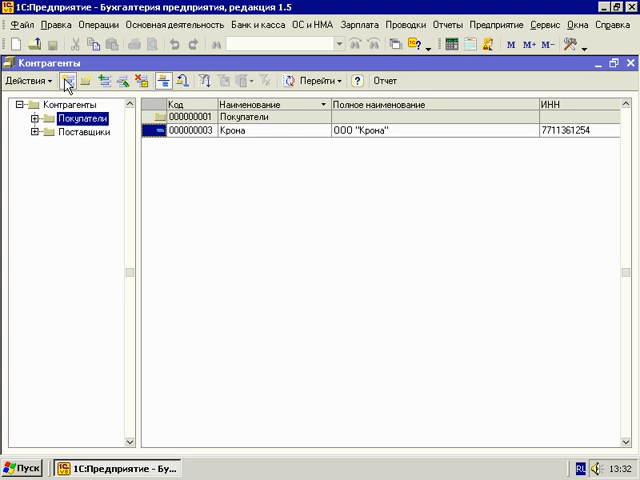 1С:Предприятие - Бухгалтерия предприятия, редакция 1.5
Файл Правка Операции Основная деятельность Банк и касса ОС и НМА Зарплата Проводки Отчеты Предприятие Сервис Окна Справка
М М+ М-
Контрагенты
Действия Перейти Отчет
Контрагенты
Покупатели
Поставщики
Код Наименование Полное наименование ИНН
000000001 Покупатели
000000003 Крона ООО "Крона" 7711361254
Пуск 1С:Предприятие - Бу... RL 13:32